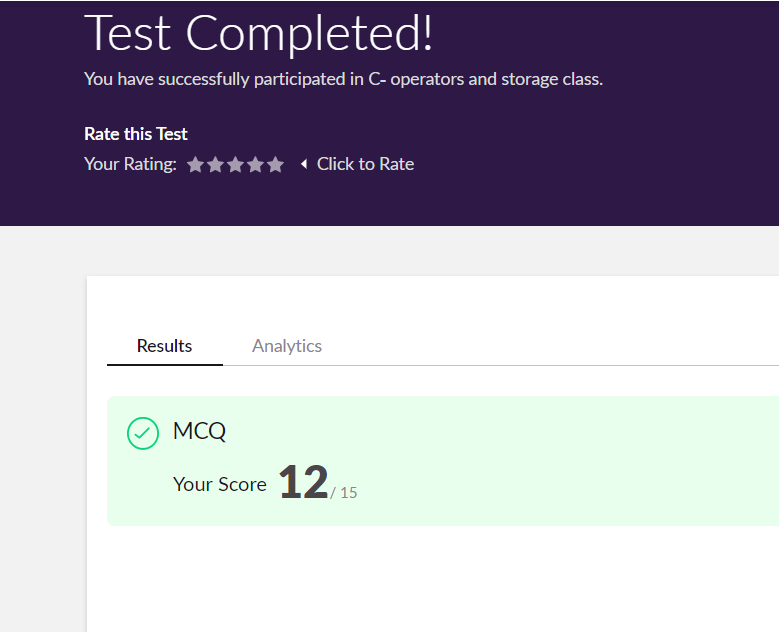 Test Completed!
You have successfully participated in C- operators and storage class.
Rate this Test
Your Rating: Click to Rate
Results Analytics
MCQ
Your Score 12 / 15